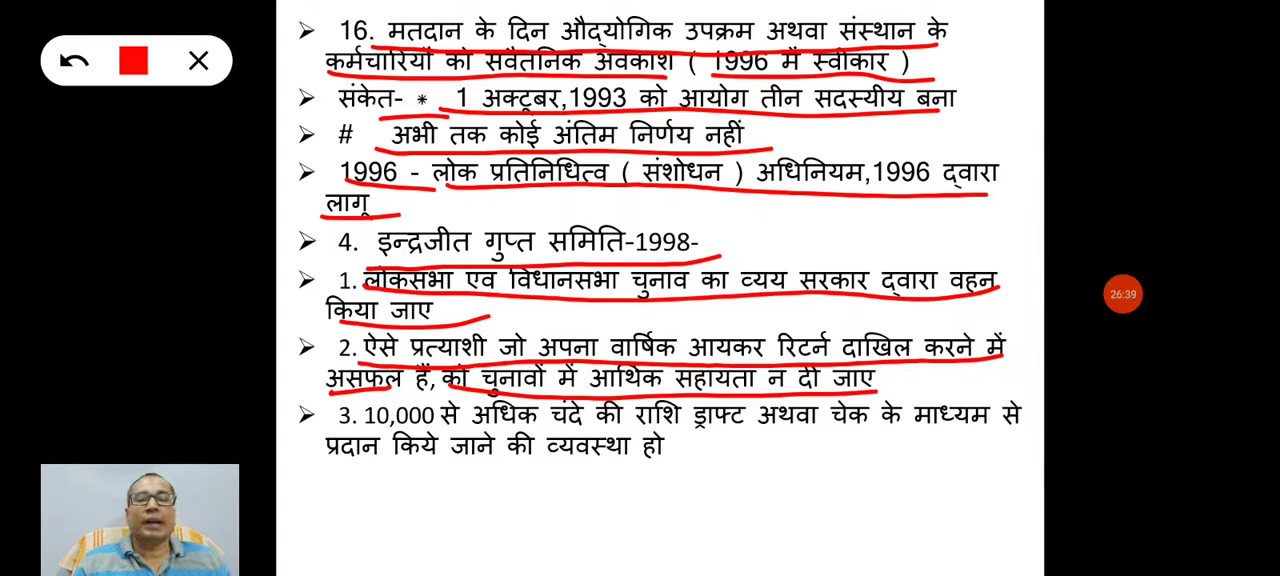 ➢ 16. मतदान के दिन औद्योगिक उपक्रम अथवा संस्थान के
कर्मचारियों को सवैतनिक अवकाश ( 1996 में स्वीकार )
➢ संकेत- * 1 अक्टूबर,1993 को आयोग तीन सदस्यीय बना
➢ # अभी तक कोई अंतिम निर्णय नहीं
➢ 1996 - लोक प्रतिनिधित्व ( संशोधन ) अधिनियम,1996 द्वारा
लागू
➢ 4. इन्द्रजीत गुप्त समिति-1998-
➢ 1. लोकसभा एव विधानसभा चुनाव का व्यय सरकार द्वारा वहन
किया जाए
➢ 2. ऐसे प्रत्याशी जो अपना वार्षिक आयकर रिटर्न दाखिल करने में
असफल हैं, को चुनावों में आर्थिक सहायता न दी जाए
➢ 3. 10,000 से अधिक चंदे की राशि ड्राफ्ट अथवा चेक के माध्यम से
प्रदान किये जाने की व्यवस्था हो
26:39